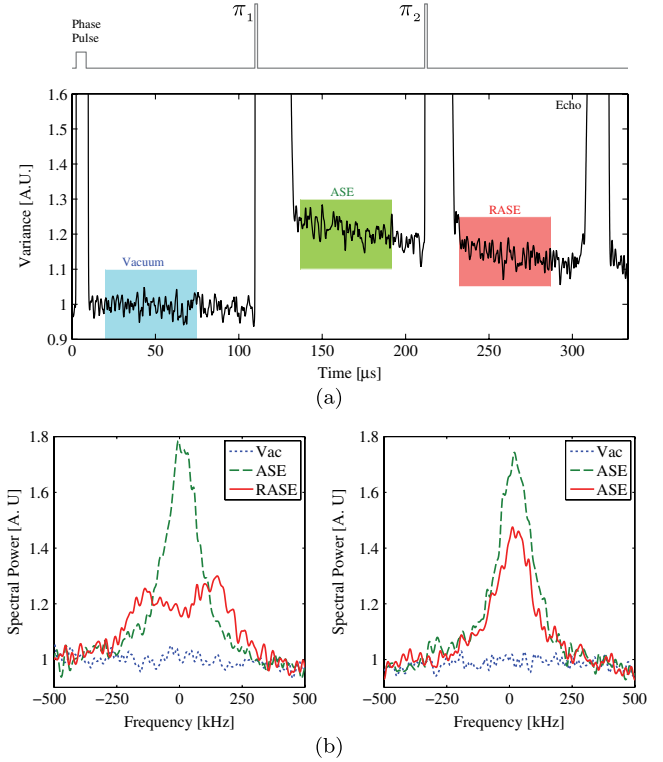 Phase
Pulse
π1
π2
Variance [A.U.]
1.6
1.5
1.4
1.3
1.2
1.1
1
0.9
Vacuum
ASE
RASE
Echo
0
50
100
150
200
250
300
Time [μs]
(a)
Spectral Power [A. U]
1.8
1.6
1.4
1.2
1
Vac
ASE
RASE
−500
−250
0
250
500
Frequency [kHz]
Spectral Power [A. U]
1.8
1.6
1.4
1.2
1
Vac
ASE
ASE
−500
−250
0
250
500
Frequency [kHz]
(b)